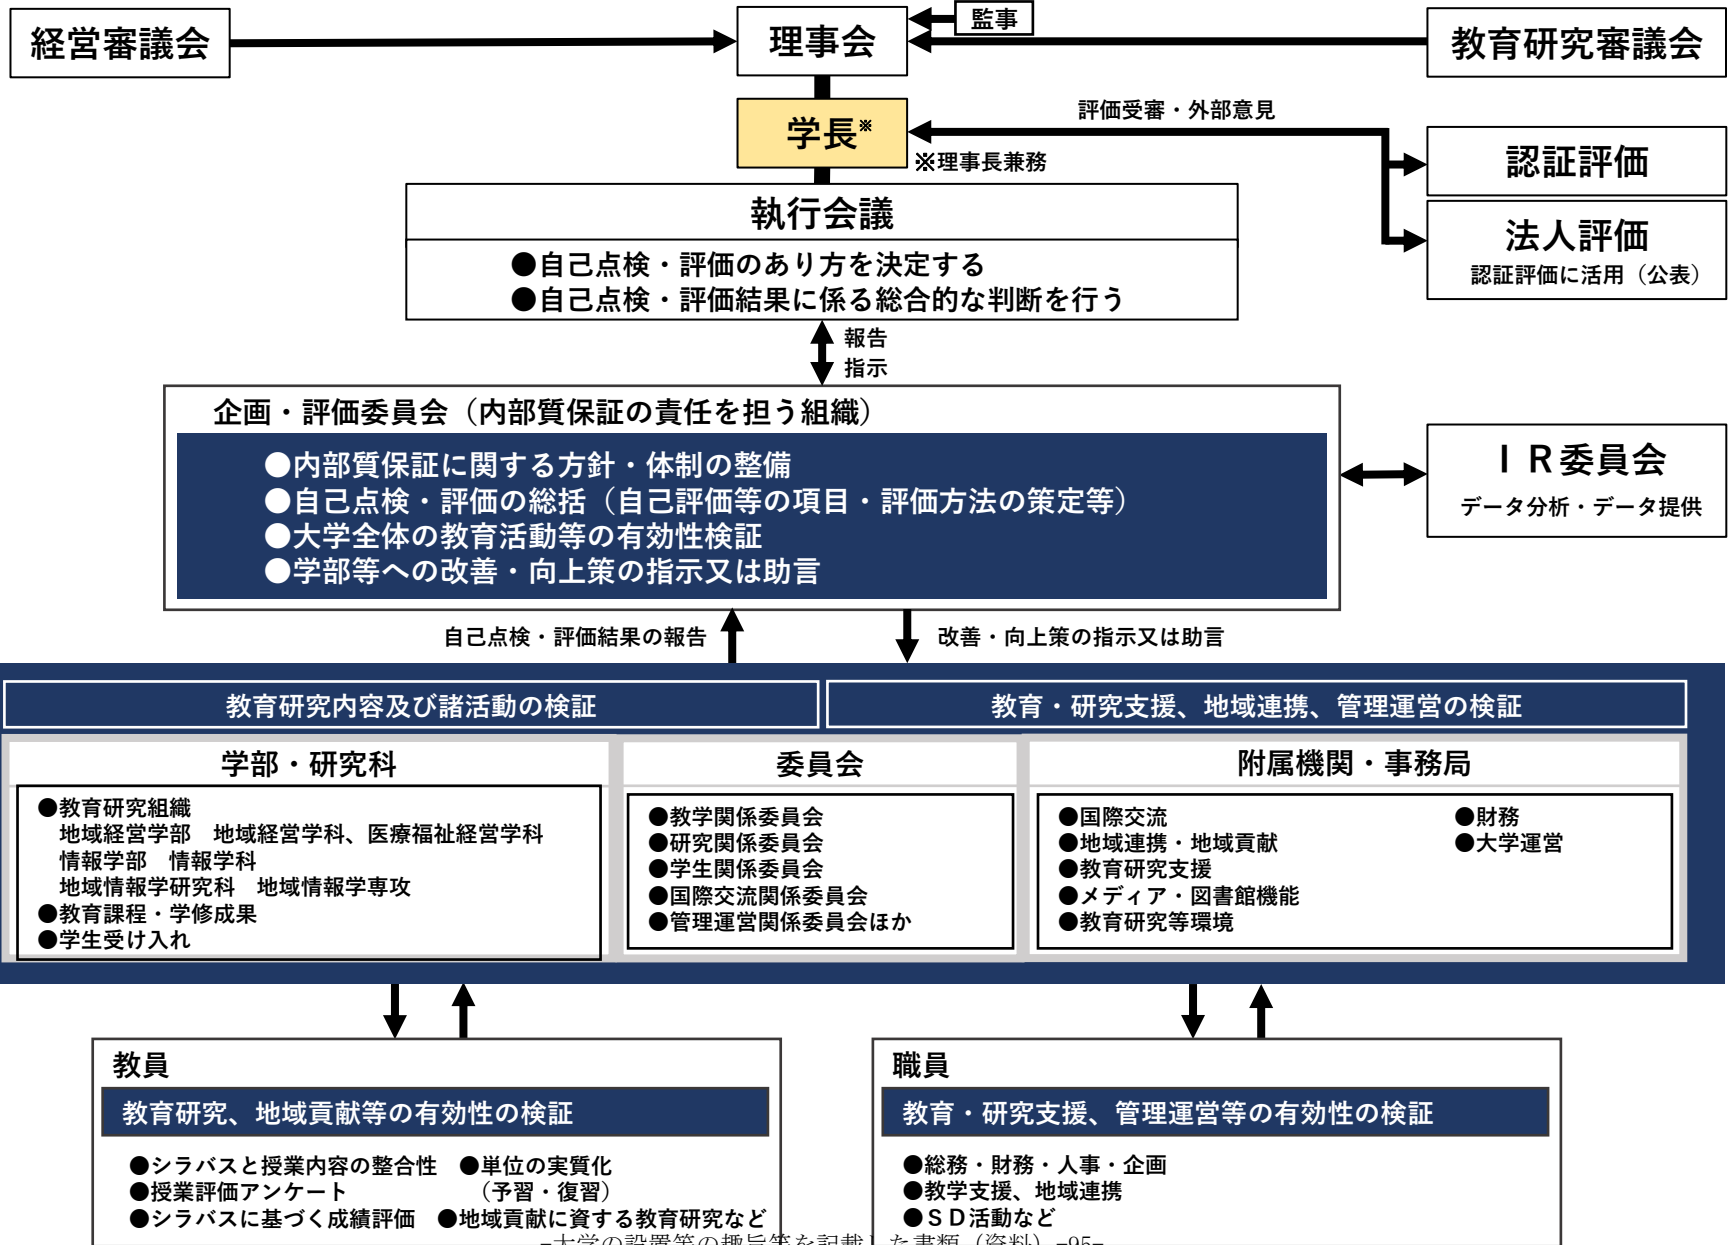 経営審議会
理事会
監事
教育研究審議会
学長※
※理事長兼務
評価受審・外部意見
認証評価
法人評価
認証評価に活用（公表）
執行会議
●自己点検・評価のあり方を決定する
●自己点検・評価結果に係る総合的な判断を行う
報告
指示
企画・評価委員会（内部質保証の責任を担う組織）
●内部質保証に関する方針・体制の整備
●自己点検・評価の総括（自己評価等の項目・評価方法の策定等）
●大学全体の教育活動等の有効性検証
●学部等への改善・向上策の指示又は助言
ＩＲ委員会
データ分析・データ提供
自己点検・評価結果の報告
改善・向上策の指示又は助言
教育研究内容及び諸活動の検証
教育・研究支援、地域連携、管理運営の検証
学部・研究科
●教育研究組織
地域経営学部　地域経営学科、医療福祉経営学科
情報学部　情報学科
地域情報学研究科　地域情報学専攻
●教育課程・学修成果
●学生受け入れ
委員会
●教学関係委員会
●研究関係委員会
●学生関係委員会
●国際交流関係委員会
●管理運営関係委員会ほか
附属機関・事務局
●国際交流
●地域連携・地域貢献
●教育研究支援
●メディア・図書館機能
●教育研究等環境
●財務
●大学運営
教員
教育研究、地域貢献等の有効性の検証
●シラバスと授業内容の整合性　●単位の実質化
●授業評価アンケート　（予習・復習）
●シラバスに基づく成績評価　●地域貢献に資する教育研究など
職員
教育・研究支援、管理運営等の有効性の検証
●総務・財務・人事・企画
●教学支援、地域連携
●ＳＤ活動など
-大学の設置等の趣旨等を記載した書類（資料）-95-